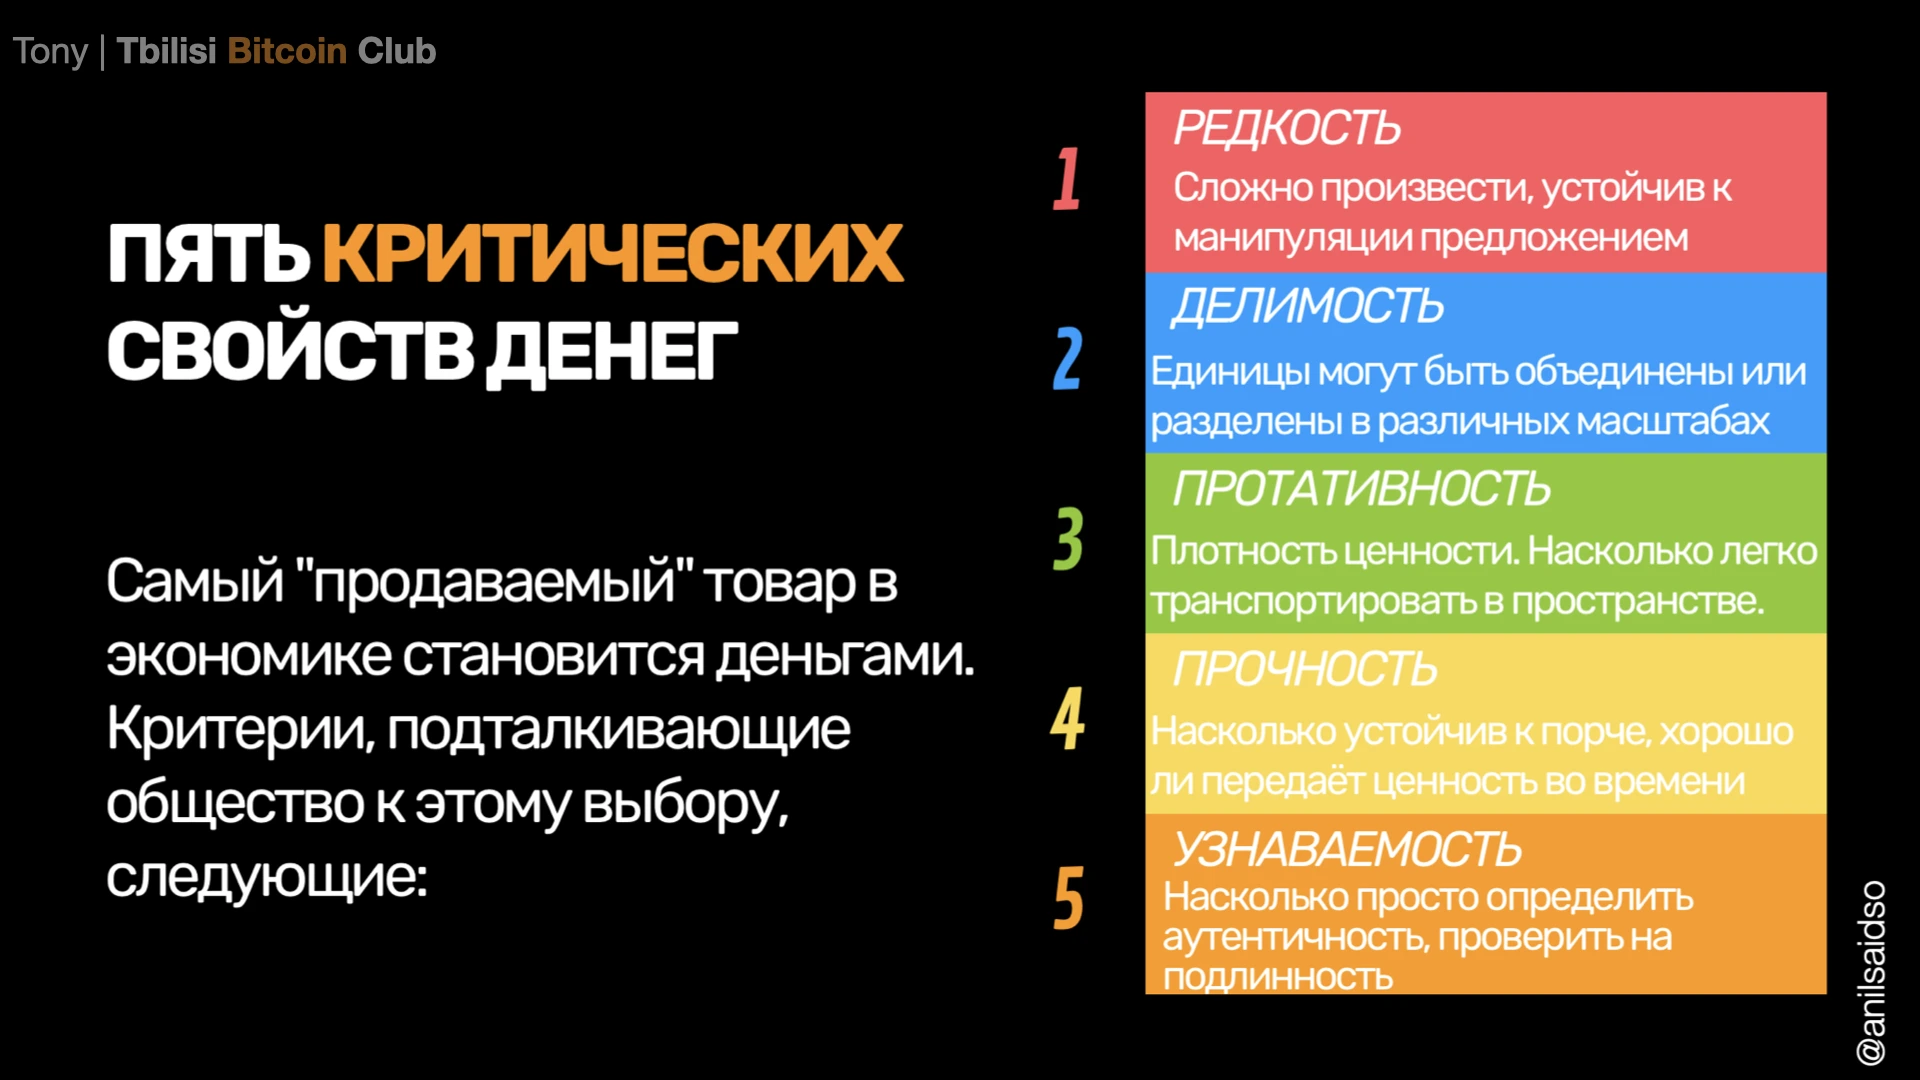 Tony | Tbilisi Bitcoin Club
ПЯТЬ КРИТИЧЕСКИХ
СВОЙСТВ ДЕНЕГ
Самый "продаваемый" товар в
экономике становится деньгами.
Критерии, подталкивающие
общество к этому выбору,
следующие:
1
РЕДКОСТЬ
Сложно произвести, устойчив к
манипуляции предложением
2
ДЕЛИМОСТЬ
Единицы могут быть объединены или
разделены в различных масштабах
3
ПРОТАТИВНОСТЬ
Плотность ценности. Насколько легко
транспортировать в пространстве.
4
ПРОЧНОСТЬ
Насколько устойчив к порче, хорошо
ли передаёт ценность во времени
5
УЗНАВАЕМОСТЬ
Насколько просто определить
аутентичность, проверить на
подлинность
@anilsaidso